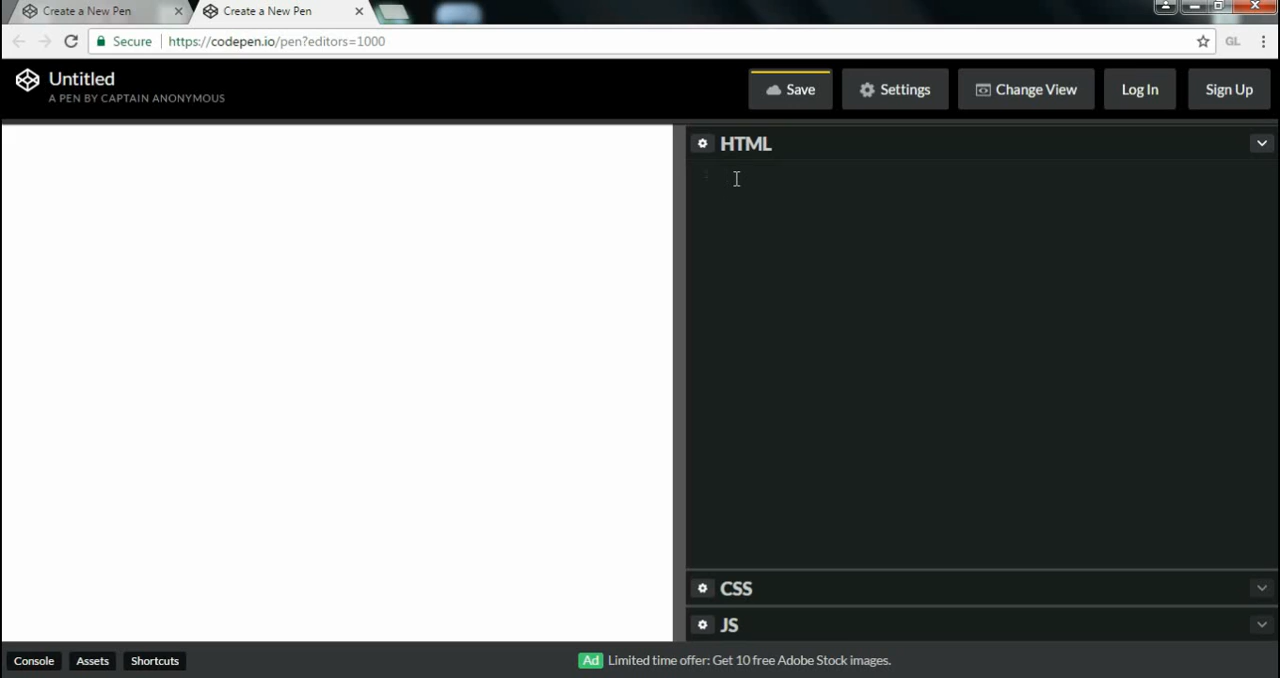 Create a New Pen
Create a New Pen
Secure https://codepen.io/pen?editors=1000
GL
Untitled
A PEN BY CAPTAIN ANONYMOUS
Save
Settings
Change View
Log In
Sign Up
HTML
1
CSS
JS
Console
Assets
Shortcuts
Ad Limited time offer: Get 10 free Adobe Stock images.